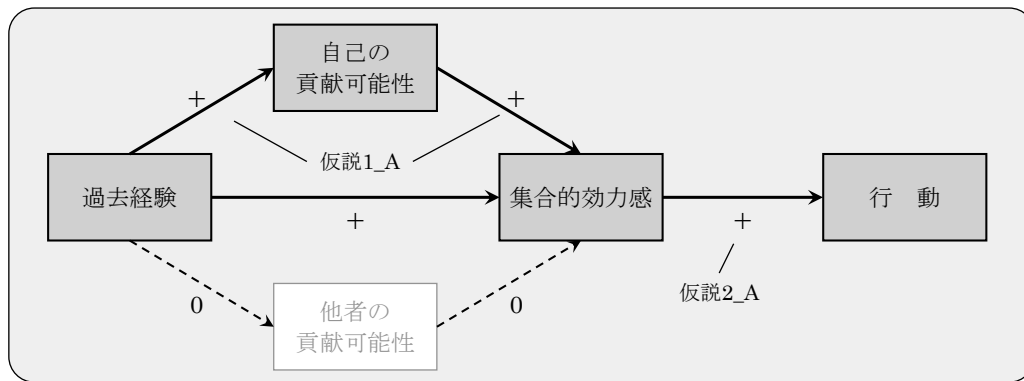 自己の
貢献可能性
+
+
仮説1_A
過去経験
集合的効力感
行　動
+
+
仮説2_A
0
0
他者の
貢献可能性